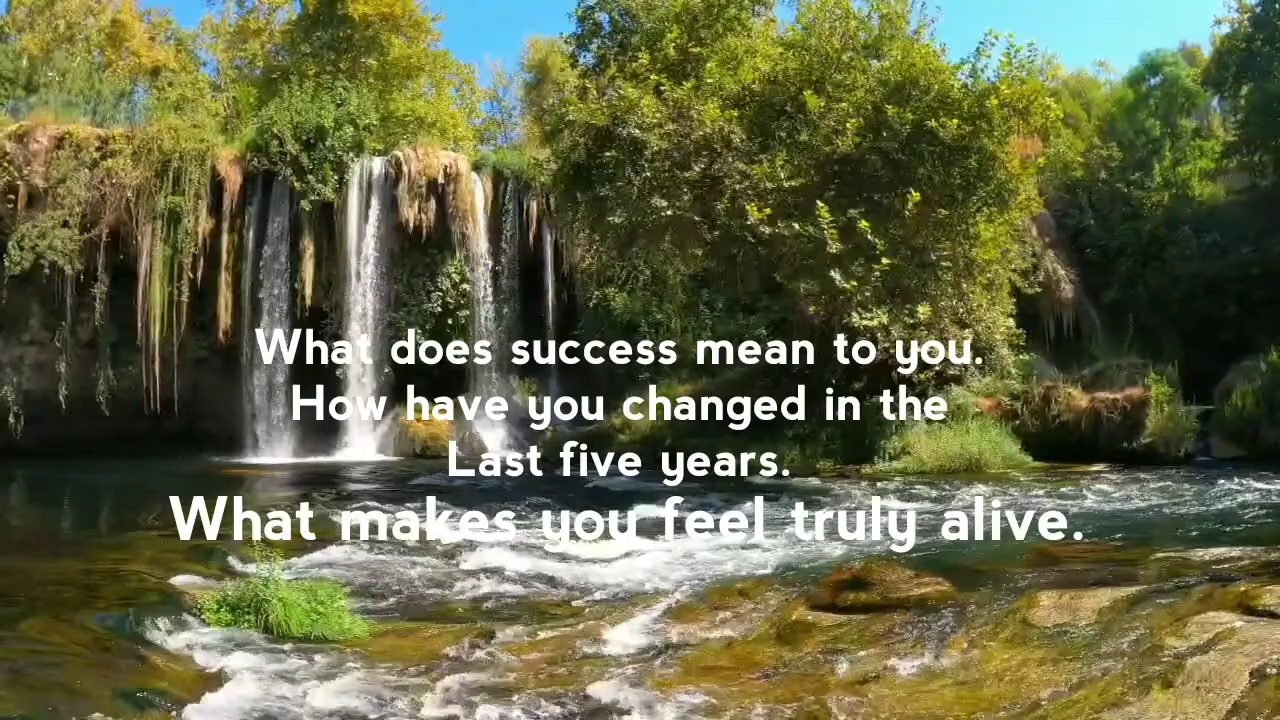 What does success mean to you.
How have you changed in the
Last five years.
What makes you feel truly alive.